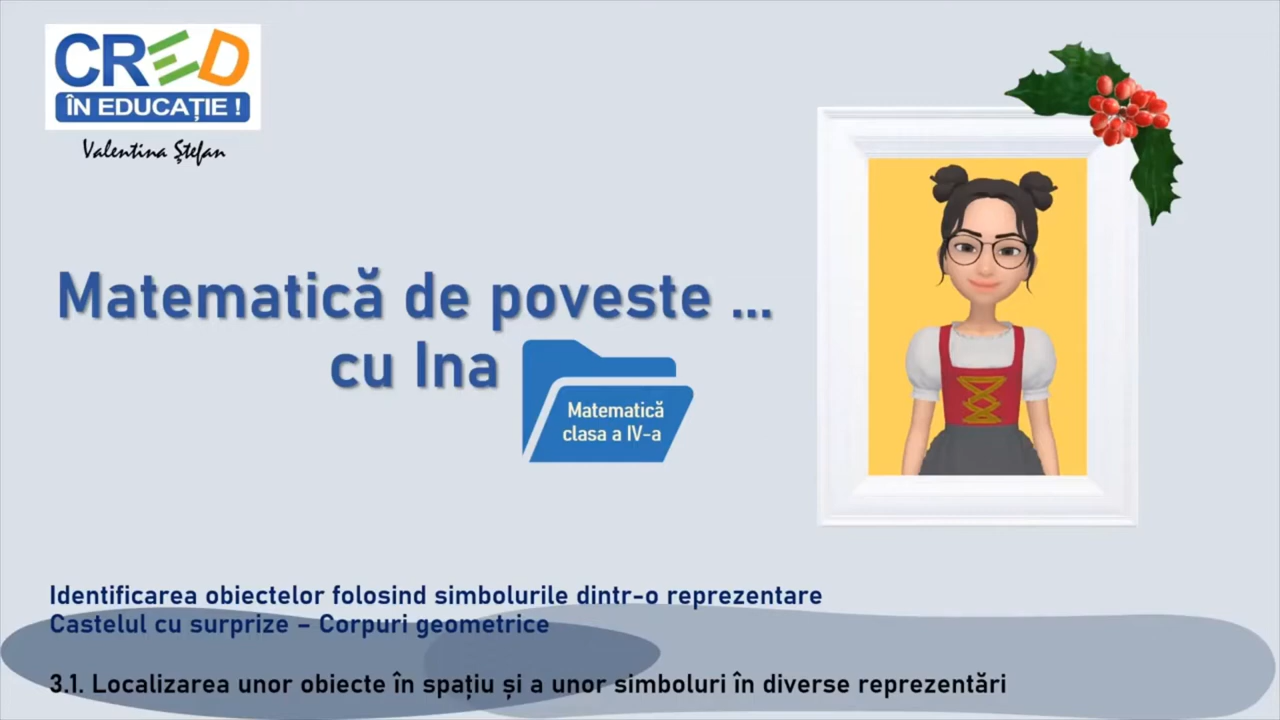 CRED
ÎN EDUCAȚIE !
Valentina Ştefan
Matematică de poveste ...
cu Ina
Matematică
clasa a IV-a
Identificarea obiectelor folosind simbolurile dintr-o reprezentare
Castelul cu surprize – Corpuri geometrice
3.1. Localizarea unor obiecte în spațiu și a unor simboluri în diverse reprezentări